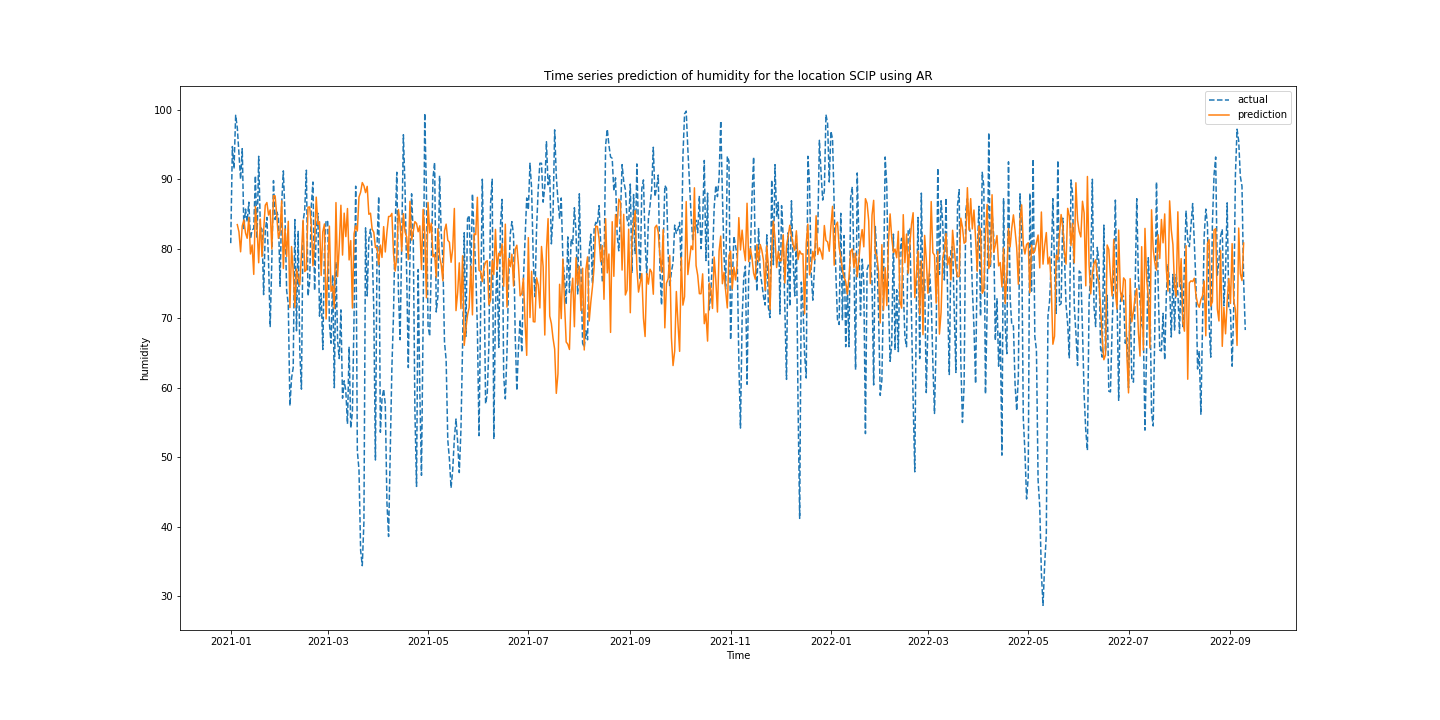 Time series prediction of humidity for the location SCIP using AR
actual
prediction
humidity
100
90
80
70
60
50
40
30
2021-01 2021-03 2021-05 2021-07 2021-09 2021-11 2022-01 2022-03 2022-05 2022-07 2022-09
Time